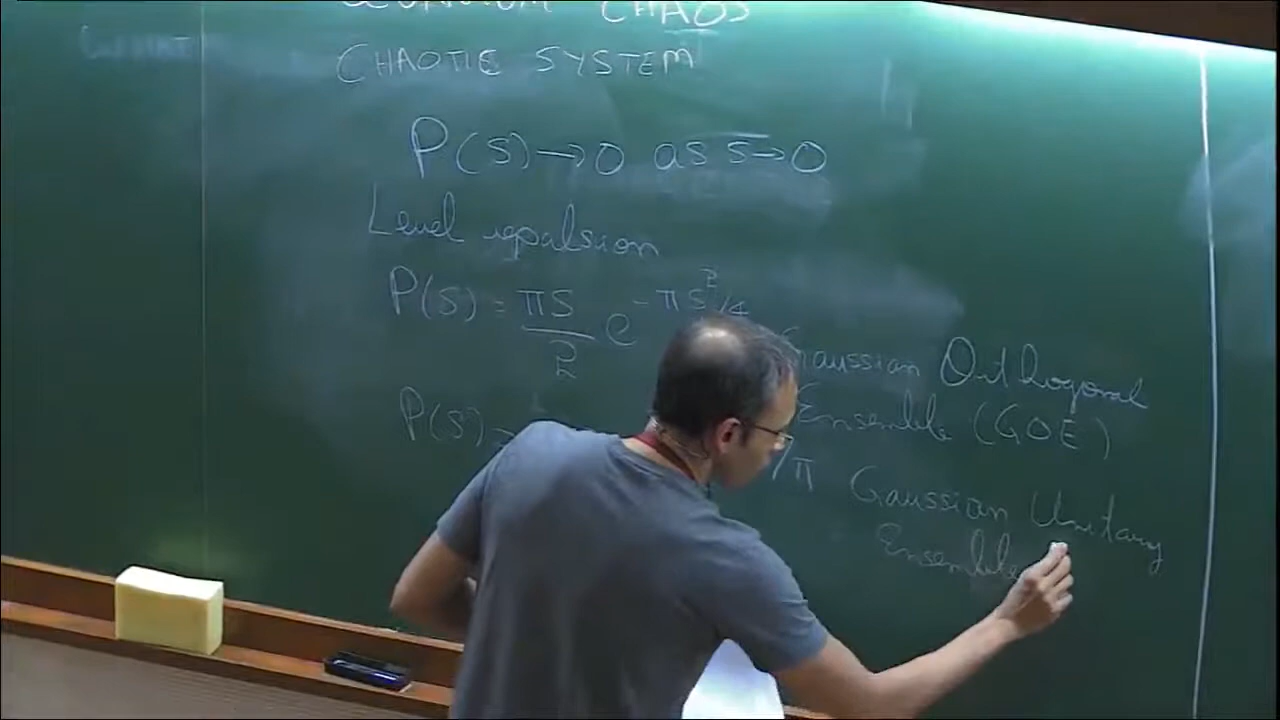 CHAOS
CHAOTIC SYSTEM
P(S) → 0 as S → 0
Level repulsion
P(S) = πS/2 e^-πS²/4
Gaussian Orthogonal
Ensemble (GOE)
P(S)
/π Gaussian Unitary
Ensemble